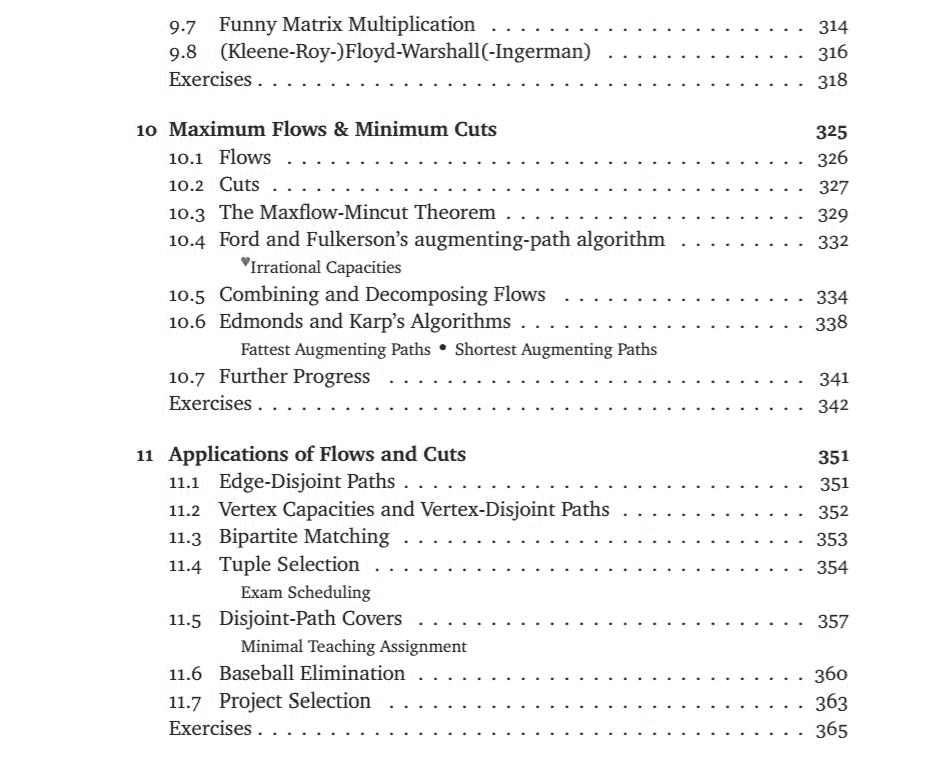 9.7 Funny Matrix Multiplication . . . . . . . . . . . . . . . . . . . . . . 314
9.8 (Kleene-Roy-)Floyd-Warshall(-Ingerman) . . . . . . . . . . . . . . 316
Exercises . . . . . . . . . . . . . . . . . . . . . . . . . . . . . . . . . . . . . . 318
10 Maximum Flows & Minimum Cuts 325
10.1 Flows . . . . . . . . . . . . . . . . . . . . . . . . . . . . . . . . . . . . 326
10.2 Cuts . . . . . . . . . . . . . . . . . . . . . . . . . . . . . . . . . . . . . 327
10.3 The Maxflow-Mincut Theorem . . . . . . . . . . . . . . . . . . . . . 329
10.4 Ford and Fulkerson’s augmenting-path algorithm . . . . . . . . . 332
♥Irrational Capacities
10.5 Combining and Decomposing Flows . . . . . . . . . . . . . . . . . 334
10.6 Edmonds and Karp’s Algorithms . . . . . . . . . . . . . . . . . . . . 338
Fattest Augmenting Paths • Shortest Augmenting Paths
10.7 Further Progress . . . . . . . . . . . . . . . . . . . . . . . . . . . . . 341
Exercises . . . . . . . . . . . . . . . . . . . . . . . . . . . . . . . . . . . . . . 342
11 Applications of Flows and Cuts 351
11.1 Edge-Disjoint Paths . . . . . . . . . . . . . . . . . . . . . . . . . . . . 351
11.2 Vertex Capacities and Vertex-Disjoint Paths . . . . . . . . . . . . . 352
11.3 Bipartite Matching . . . . . . . . . . . . . . . . . . . . . . . . . . . . 353
11.4 Tuple Selection . . . . . . . . . . . . . . . . . . . . . . . . . . . . . . 354
Exam Scheduling
11.5 Disjoint-Path Covers . . . . . . . . . . . . . . . . . . . . . . . . . . . 357
Minimal Teaching Assignment
11.6 Baseball Elimination . . . . . . . . . . . . . . . . . . . . . . . . . . . 360
11.7 Project Selection . . . . . . . . . . . . . . . . . . . . . . . . . . . . . 363
Exercises . . . . . . . . . . . . . . . . . . . . . . . . . . . . . . . . . . . . . . 365